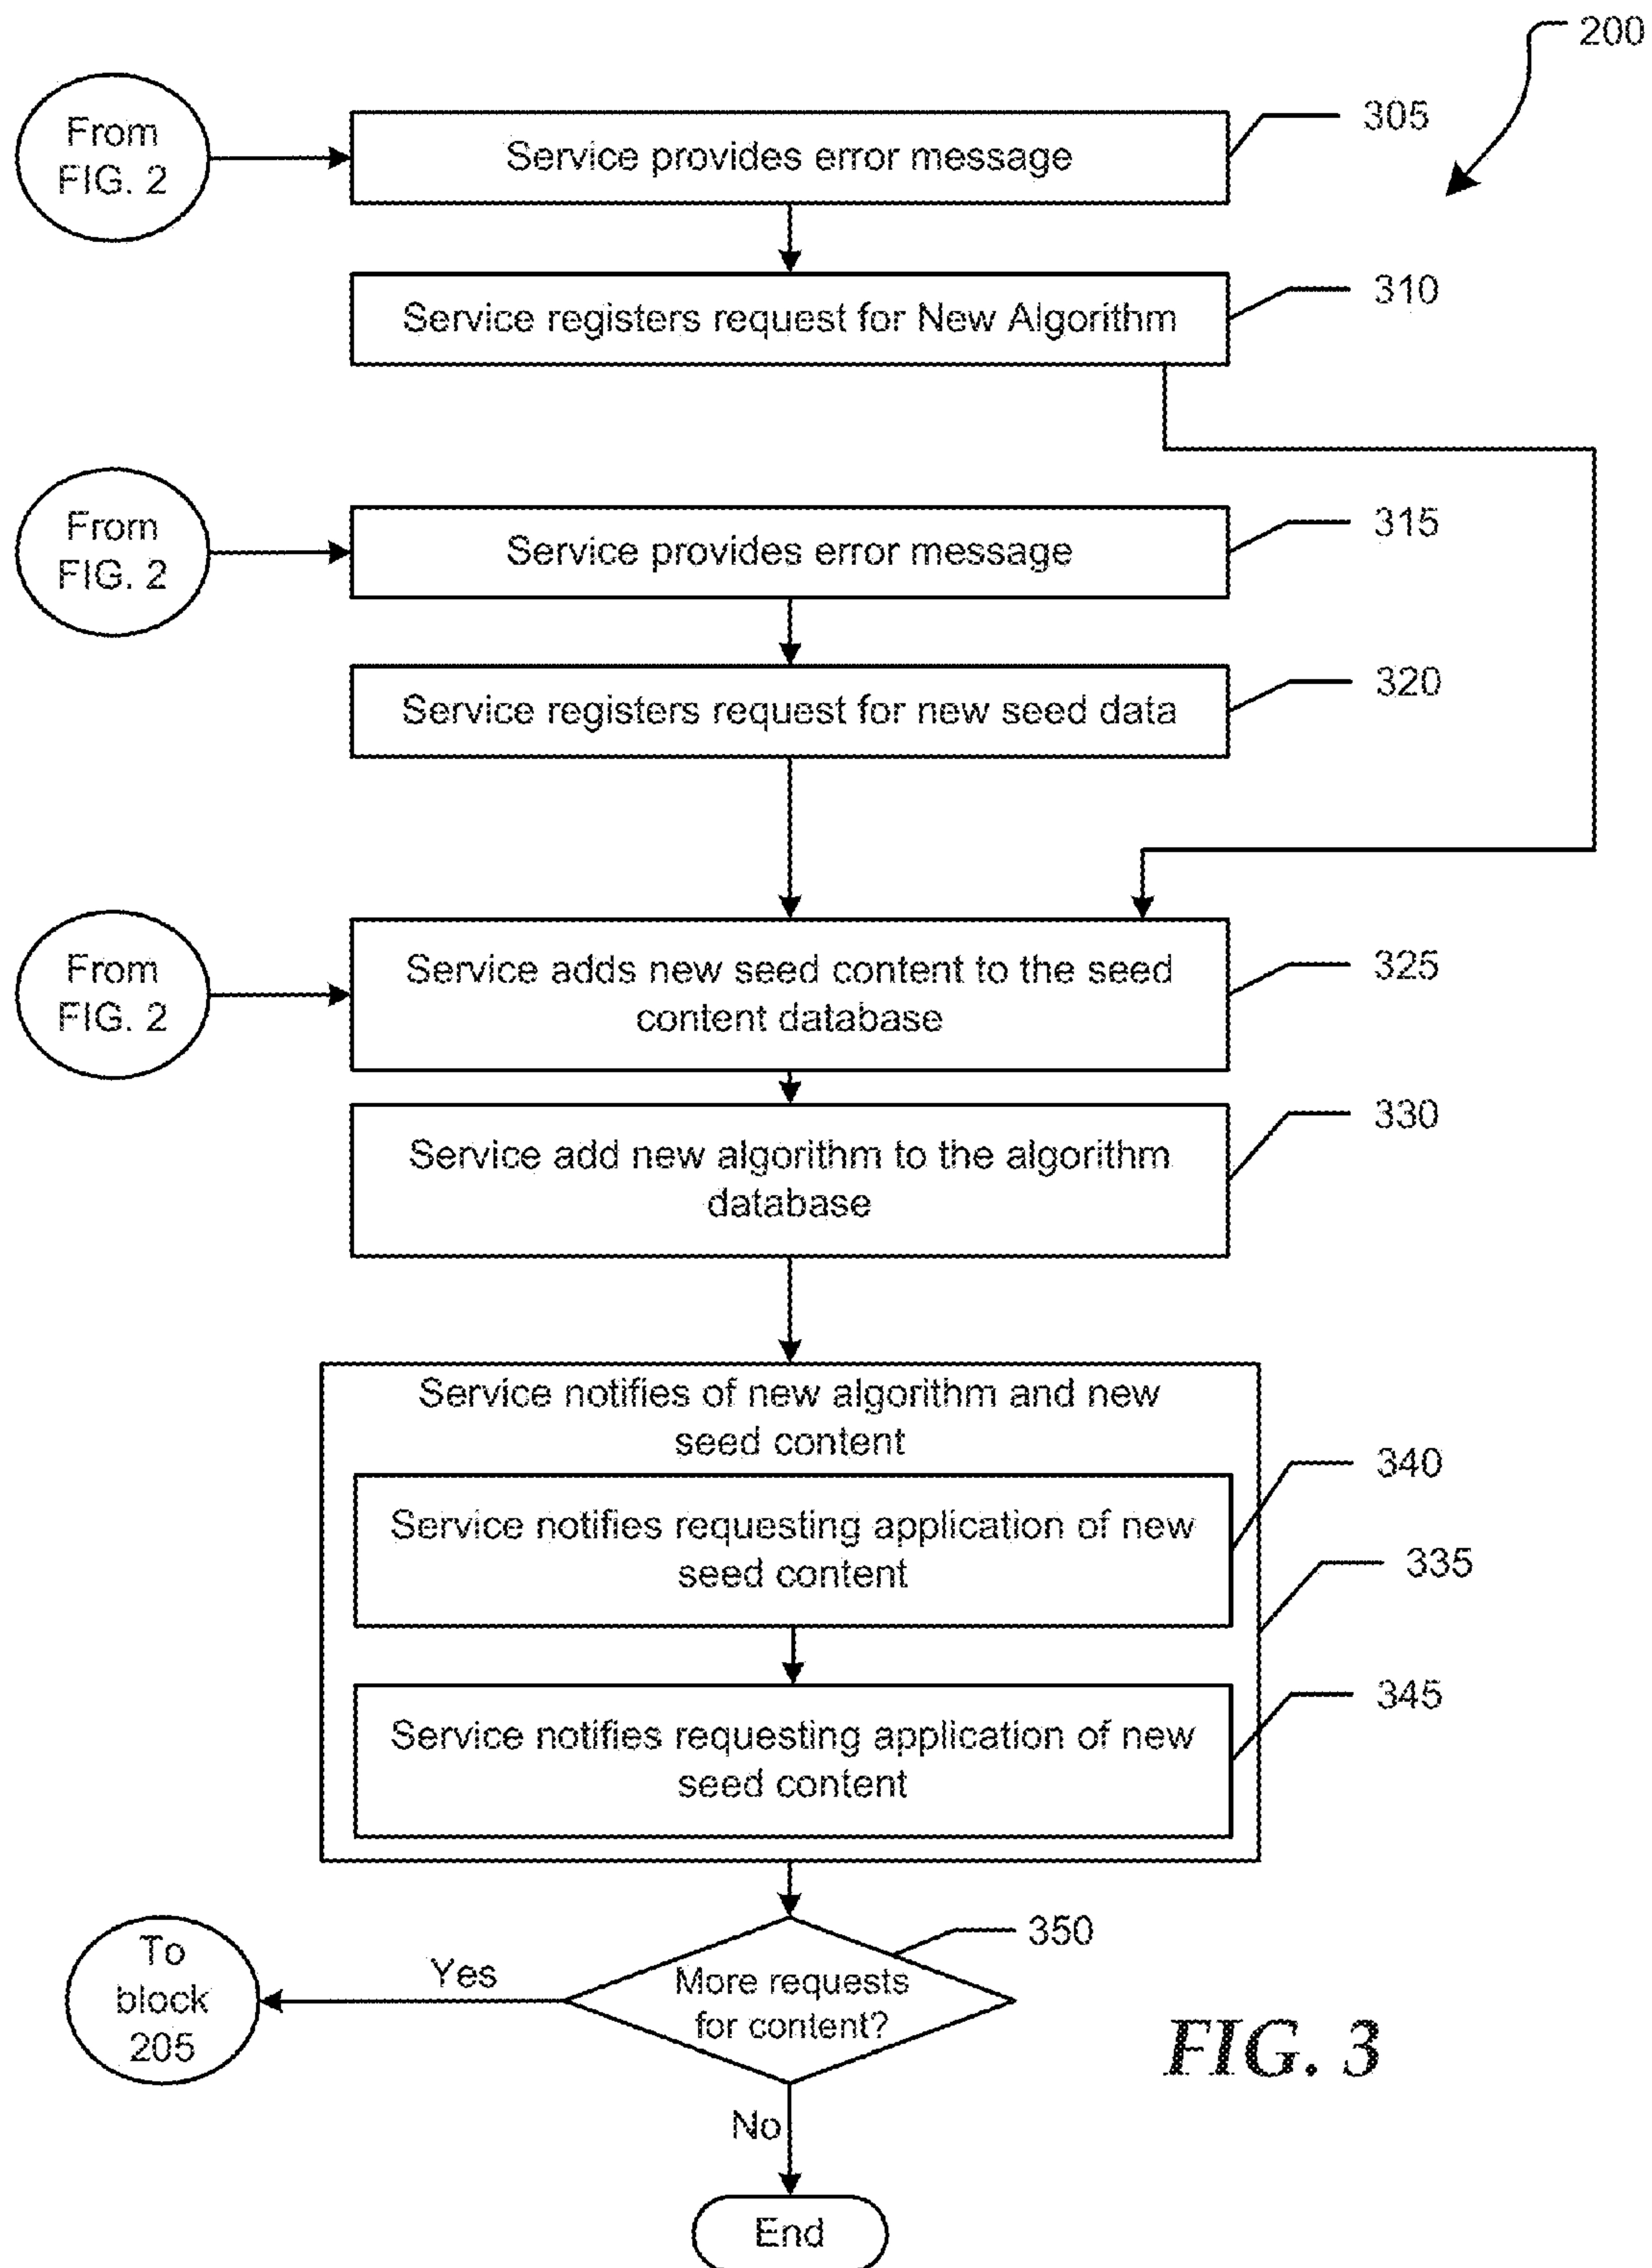 200
From
FIG. 2
Service provides error message
305
Service registers request for New Algorithm
310
From
FIG. 2
Service provides error message
315
Service registers request for new seed data
320
From
FIG. 2
Service adds new seed content to the seed
content database
325
Service add new algorithm to the algorithm
database
330
Service notifies of new algorithm and new
seed content
335
Service notifies requesting application of new
seed content
340
Service notifies requesting application of new
seed content
345
More requests
for content?
350
Yes
To
block
205
No
End
FIG. 3